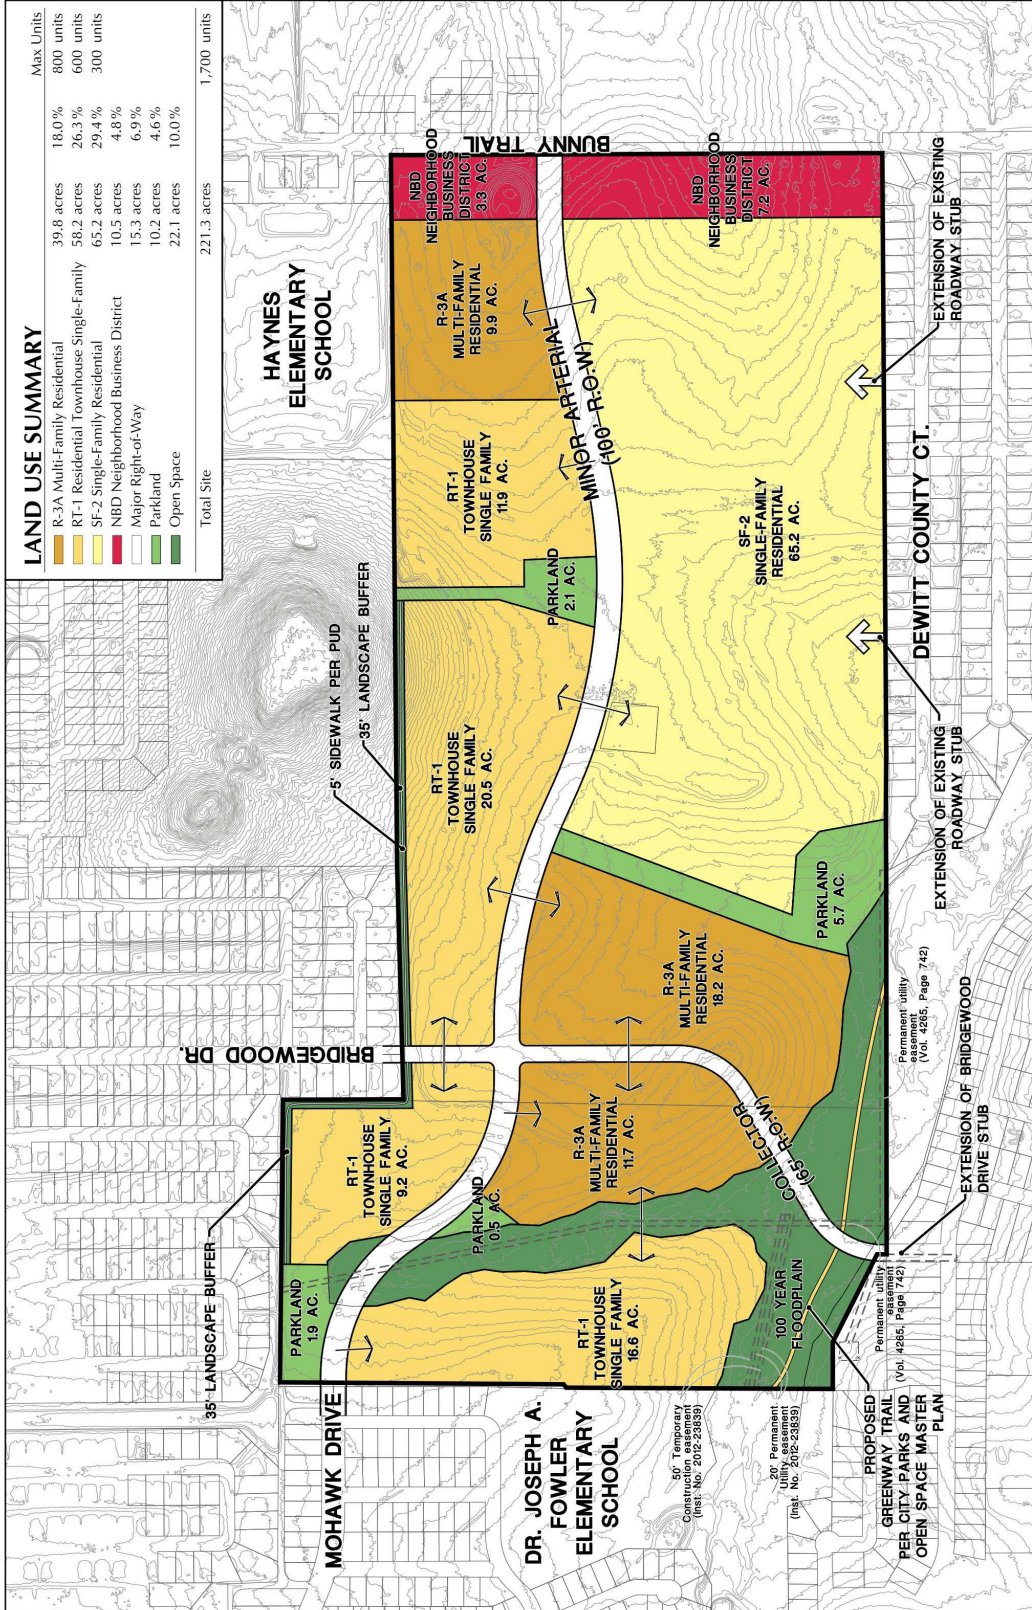 LAND USE SUMMARY
Max Units
R-3A Multi-Family Residential 39.8 acres 18.0% 800 units
RT-1 Residential Townhouse Single-Family 58.2 acres 26.3% 600 units
SF-2 Single-Family Residential 65.2 acres 29.4% 300 units
NBD Neighborhood Business District 10.5 acres 4.8%
Major Right-of-Way 15.3 acres 6.9%
Parkland 10.2 acres 4.6%
Open Space 22.1 acres 10.0%
Total Site 221.3 acres 1,700 units
HAYNES
ELEMENTARY
SCHOOL
35' LANDSCAPE BUFFER
BRIDGEWOOD DR.
5' SIDEWALK PER PUD
35' LANDSCAPE BUFFER
BUNNY TRAIL
PARKLAND
1.9 AC.
RT-1
TOWNHOUSE
SINGLE FAMILY
9.2 AC.
RT-1
TOWNHOUSE
SINGLE FAMILY
20.5 AC.
RT-1
TOWNHOUSE
SINGLE FAMILY
11.9 AC.
R-3A
MULTI-FAMILY
RESIDENTIAL
9.9 AC.
NBD
NEIGHBORHOOD
BUSINESS
DISTRICT
3.3 AC.
MOHAWK DRIVE
PARKLAND
0.5 AC.
PARKLAND
2.1 AC.
MINOR ARTERIAL
(100' R.O.W)
DR. JOSEPH A.
FOWLER
ELEMENTARY
SCHOOL
RT-1
TOWNHOUSE
SINGLE FAMILY
16.6 AC.
R-3A
MULTI-FAMILY
RESIDENTIAL
11.7 AC.
R-3A
MULTI-FAMILY
RESIDENTIAL
18.2 AC.
SF-2
SINGLE-FAMILY
RESIDENTIAL
65.2 AC.
NBD
NEIGHBORHOOD
BUSINESS
DISTRICT
7.2 AC.
COLLECTOR
(65' R.O.W)
PARKLAND
5.7 AC.
100 YEAR
FLOODPLAIN
50' Temporary
Construction easement
(Inst. No. 2012-23839)
20' Permanent
Utility easement
(Inst. No. 2012-23839)
PROPOSED
GREENWAY TRAIL
PER CITY PARKS AND
OPEN SPACE MASTER
PLAN
Permanent utility
easement
(Vol. 4265, Page 742)
EXTENSION OF BRIDGEWOOD
DRIVE STUB
Permanent utility
easement
(Vol. 4265, Page 742)
EXTENSION OF EXISTING
ROADWAY STUB
DEWITT COUNTY CT.
EXTENSION OF EXISTING
ROADWAY STUB